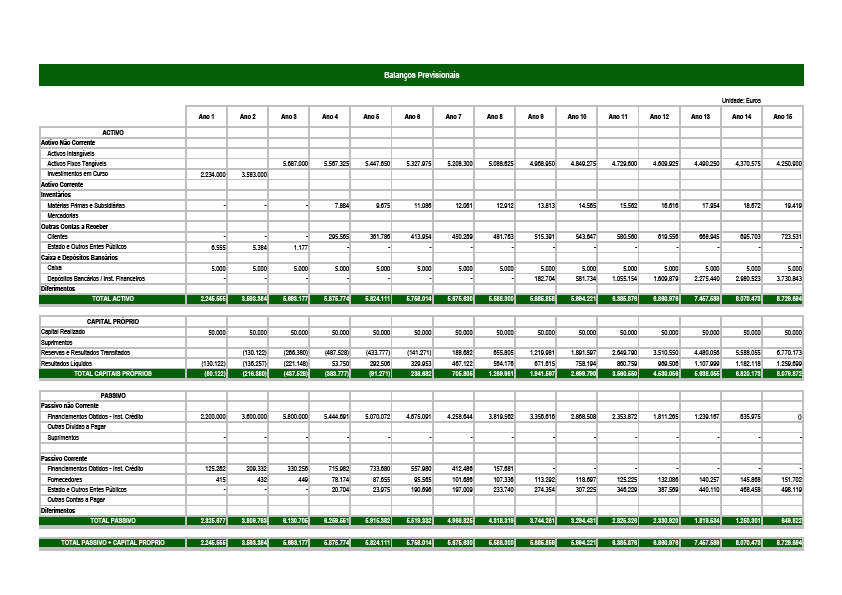 Balanços Previsionais
Unidade: Euros
Ano 1 Ano 2 Ano 3 Ano 4 Ano 5 Ano 6 Ano 7 Ano 8 Ano 9 Ano 10 Ano 11 Ano 12 Ano 13 Ano 14 Ano 15
ACTIVO
Activo Não Corrente
Activos Intangíveis
Activos Fixos Tangíveis 5.687.000 5.567.325 5.447.650 5.327.975 5.208.300 5.088.625 4.968.950 4.849.275 4.729.600 4.609.925 4.490.250 4.370.575 4.250.900
Investimentos em Curso 2.234.000 3.583.000
Activo Corrente
Inventários
Matérias Primas e Subsidiárias - - - 7.884 9.675 11.086 12.061 12.912 13.813 14.565 15.562 16.616 17.954 18.672 19.419
Mercadorias
Outras Contas a Receber
Clientes - - - 295.565 361.786 413.954 450.269 481.763 515.391 543.647 580.560 619.556 668.945 695.703 723.531
Estado e Outros Entes Públicos 6.555 5.384 1.177 - - - - - - - - - - - -
Caixa e Depósitos Bancários
Caixa 5.000 5.000 5.000 5.000 5.000 5.000 5.000 5.000 5.000 5.000 5.000 5.000 5.000 5.000 5.000
Depósitos Bancários / Inst. Financeiros - - - - - - - - 182.704 581.734 1.055.154 1.609.879 2.275.440 2.980.523 3.730.843
Diferimentos
TOTAL ACTIVO 2.245.555 3.593.384 5.693.177 5.875.774 5.824.111 5.758.014 5.675.630 5.588.300 5.685.858 5.994.221 6.385.876 6.860.976 7.457.589 8.070.473 8.729.694
CAPITAL PRÓPRIO
Capital Realizado 50.000 50.000 50.000 50.000 50.000 50.000 50.000 50.000 50.000 50.000 50.000 50.000 50.000 50.000 50.000
Suprimentos
Reservas e Resultados Transitados (130.122) (266.380) (487.528) (433.777) (141.271) 188.682 655.805 1.219.981 1.891.597 2.649.790 3.510.550 4.480.056 5.588.055 6.770.173
Resultados Líquidos (130.122) (136.257) (221.148) 53.750 292.506 329.953 467.122 564.176 671.615 758.194 860.759 969.506 1.107.999 1.182.118 1.259.699
TOTAL CAPITAIS PRÓPRIOS (80.122) (216.380) (437.528) (383.777) (91.271) 238.682 705.805 1.269.981 1.941.597 2.699.790 3.560.550 4.530.056 5.638.055 6.820.173 8.079.872
PASSIVO
Passivo não Corrente
Financiamentos Obtidos - Inst. Crédito 2.200.000 3.600.000 5.800.000 5.444.691 5.070.072 4.675.091 4.258.644 3.819.562 3.356.616 2.868.508 2.353.872 1.811.265 1.239.167 635.975 0
Outras Dívidas a Pagar
Suprimentos - - - - - - - - - - - - - - -
Passivo Corrente
Financiamentos Obtidos - Inst. Crédito 125.262 209.332 330.256 715.982 733.680 557.980 412.486 157.681 - - - - - - -
Fornecedores 415 432 449 78.174 87.655 95.565 101.686 107.336 113.292 118.697 125.225 132.086 140.257 145.868 151.702
Estado e Outros Entes Públicos - - - 20.704 23.975 190.696 197.009 233.740 274.354 307.225 346.229 387.569 440.110 468.458 498.119
Outras Contas a Pagar
Diferimentos
TOTAL PASSIVO 2.325.677 3.809.763 6.130.705 6.259.551 5.915.382 5.519.332 4.969.825 4.318.319 3.744.261 3.294.431 2.825.326 2.330.920 1.819.534 1.250.301 649.822
TOTAL PASSIVO + CAPITAL PROPRIO 2.245.555 3.593.384 5.693.177 5.875.774 5.824.111 5.758.014 5.675.630 5.588.300 5.685.858 5.994.221 6.385.876 6.860.976 7.457.589 8.070.473 8.729.694